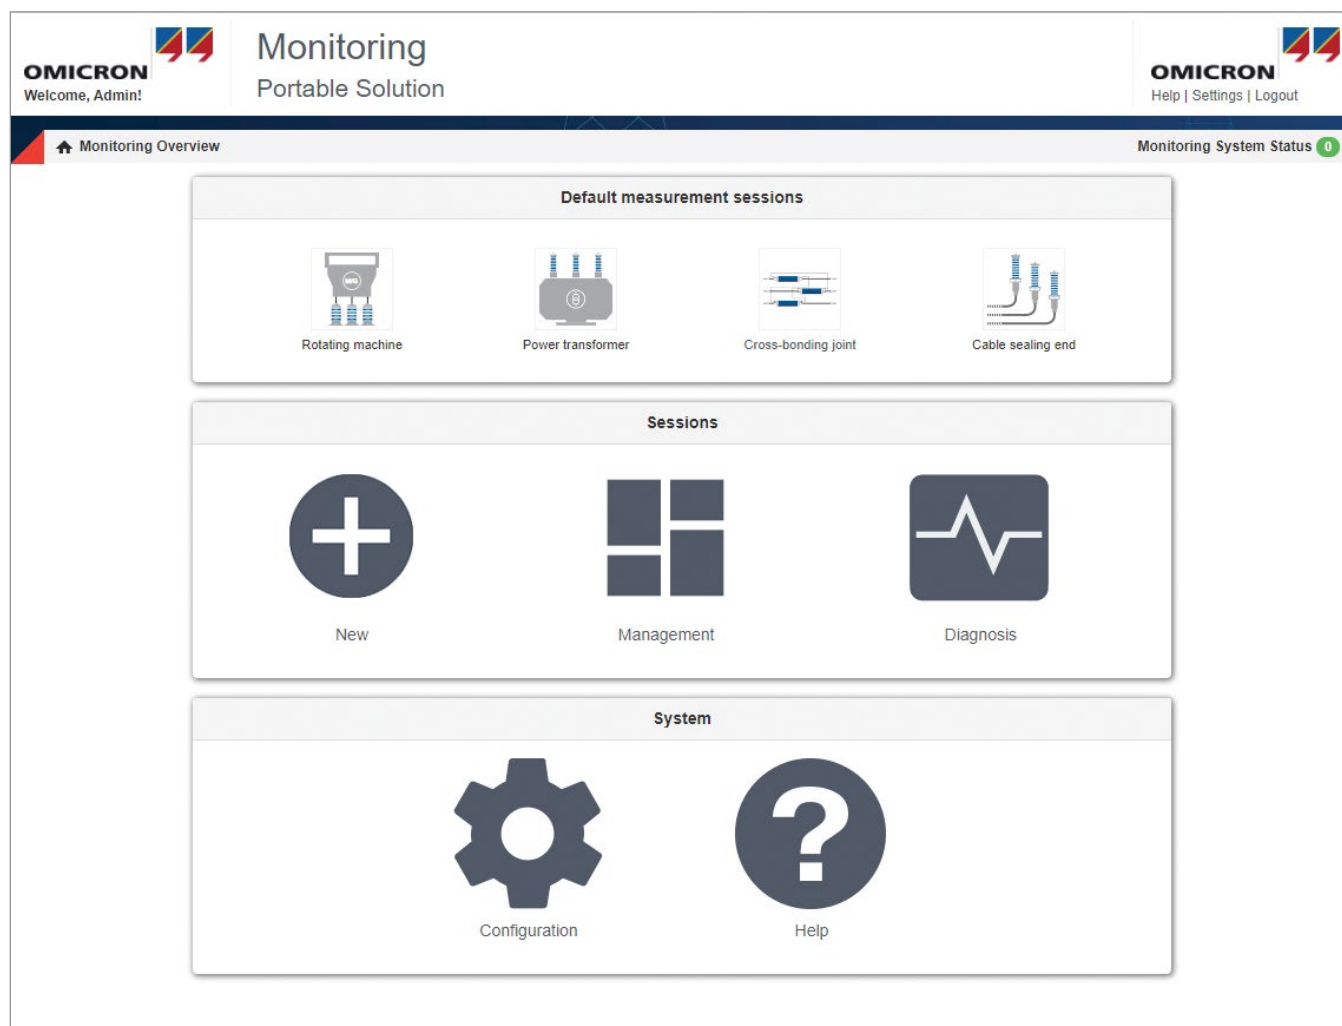 OMICRON
Welcome, Admin!
Monitoring
Portable Solution
OMICRON
Help | Settings | Logout
Monitoring Overview
Monitoring System Status 0
Default measurement sessions
M/G
Rotating machine
Power transformer
Cross-bonding joint
Cable sealing end
Sessions
New
Management
Diagnosis
System
?
Configuration
Help